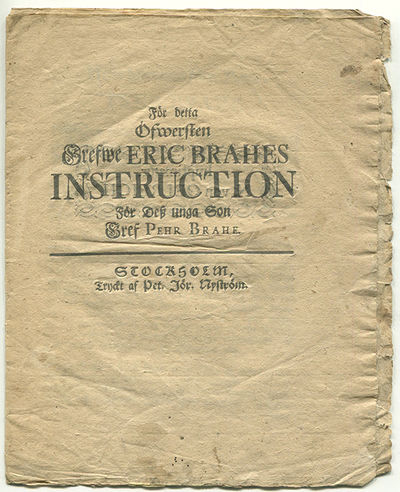 För detta
Öfwersten
Grefwe ERIC BRAHES
INSTRUCTION
För Deß unga Son
Gref PEHR BRAHE.
STOCKHOLM,
Tryckt af Pet. Jör. Nyström.